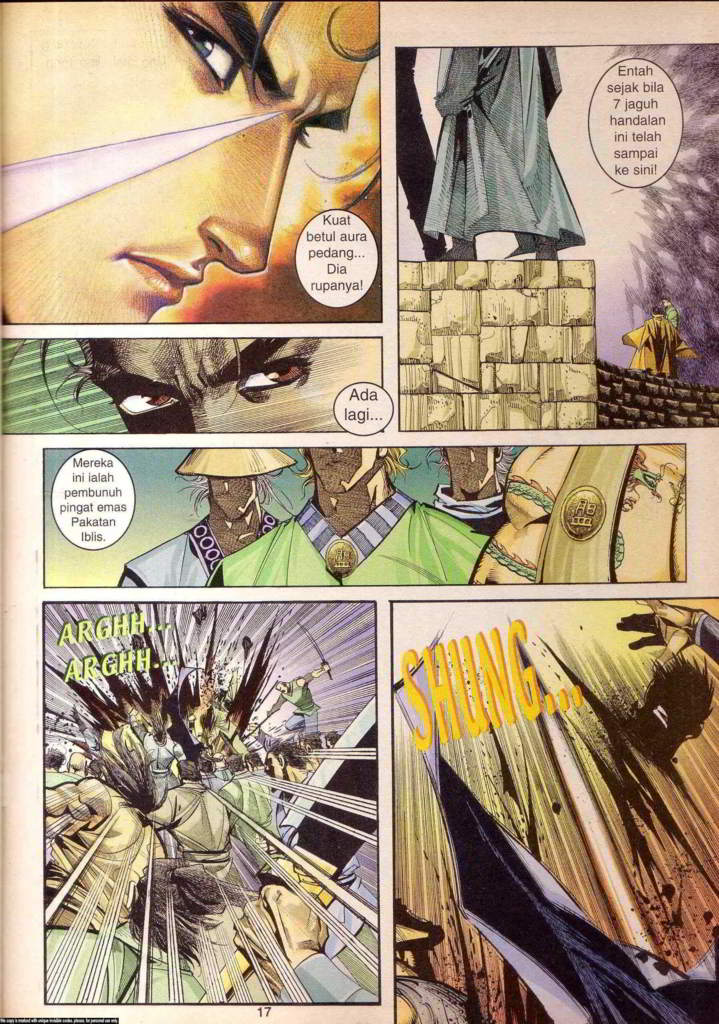 Kuat
betul aura
pedang...
Dia
rupanya!
Entah
sejak bila
7 jaguh
handalan
ini telah
sampai
ke sini!
Ada
lagi...
Mereka
ini ialah
pembunuh
pingat emas
Pakatan
Iblis.
ARGHH...
ARGHH...
SHUNG...
17